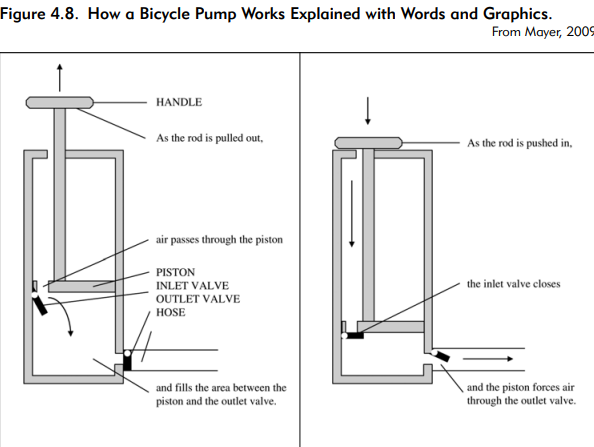 Figure 4.8. How a Bicycle Pump Works Explained with Words and Graphics.
From Mayer, 2009
HANDLE
As the rod is pulled out,
air passes through the piston
PISTON
INLET VALVE
OUTLET VALVE
HOSE
and fills the area between the
piston and the outlet valve.
As the rod is pushed in,
the inlet valve closes
and the piston forces air
through the outlet valve.